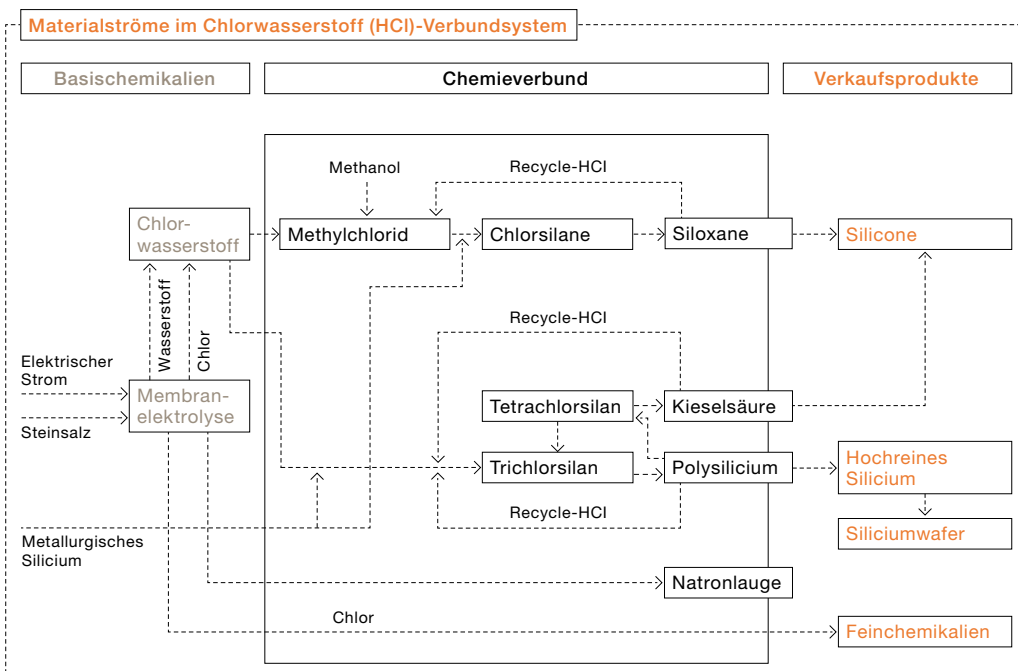 Materialströme im Chlorwasserstoff (HCl)-Verbundsystem
Basischemikalien
Chemieverbund
Verkaufsprodukte
Methanol
Recycle-HCl
Chlor-
wasserstoff
Methylchlorid
Chlorsilane
Siloxane
Silicone
Wasserstoff
Chlor
Recycle-HCl
Elektrischer
Strom
Membran-
elektrolyse
Steinsalz
Tetrachlorsilan
Kieselsäure
Trichlorsilan
Polysilicium
Hochreines
Silicium
Recycle-HCl
Siliciumwafer
Metallurgisches
Silicium
Natronlauge
Chlor
Feinchemikalien